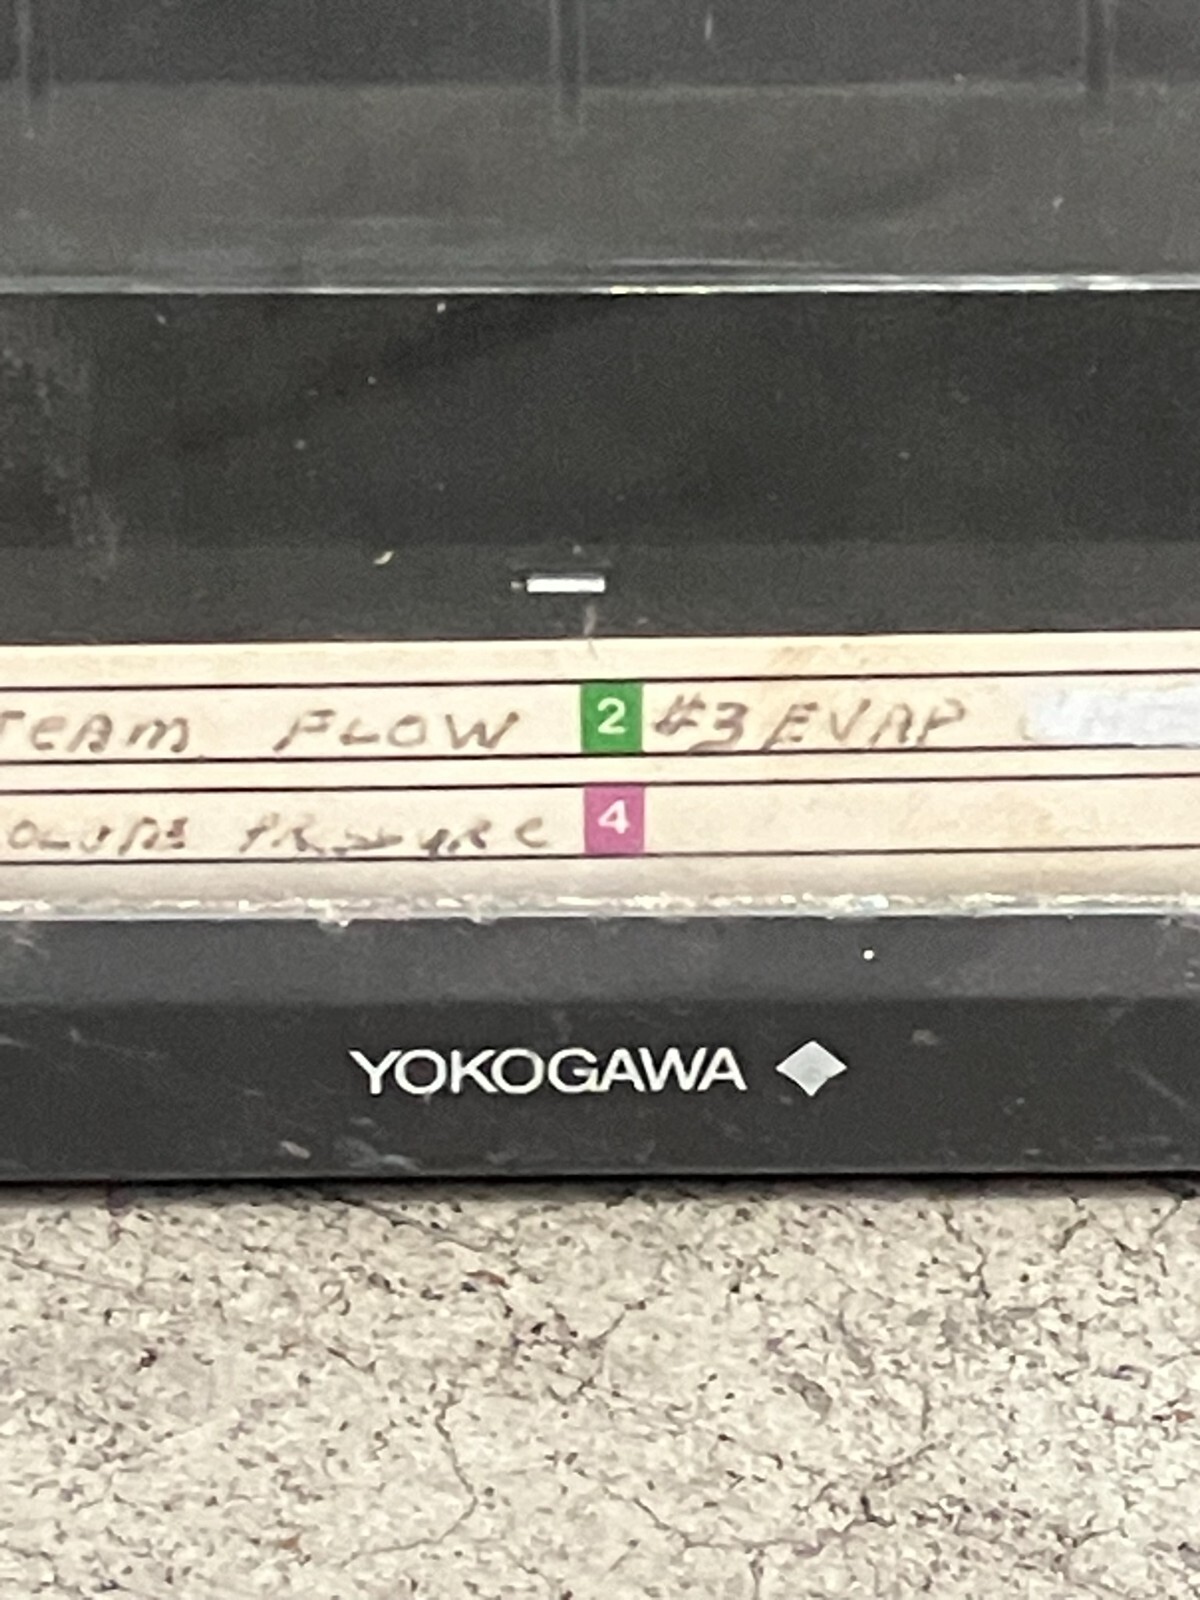 TEAM FLOW 2 #3 EVAP
4
YOKOGAWA